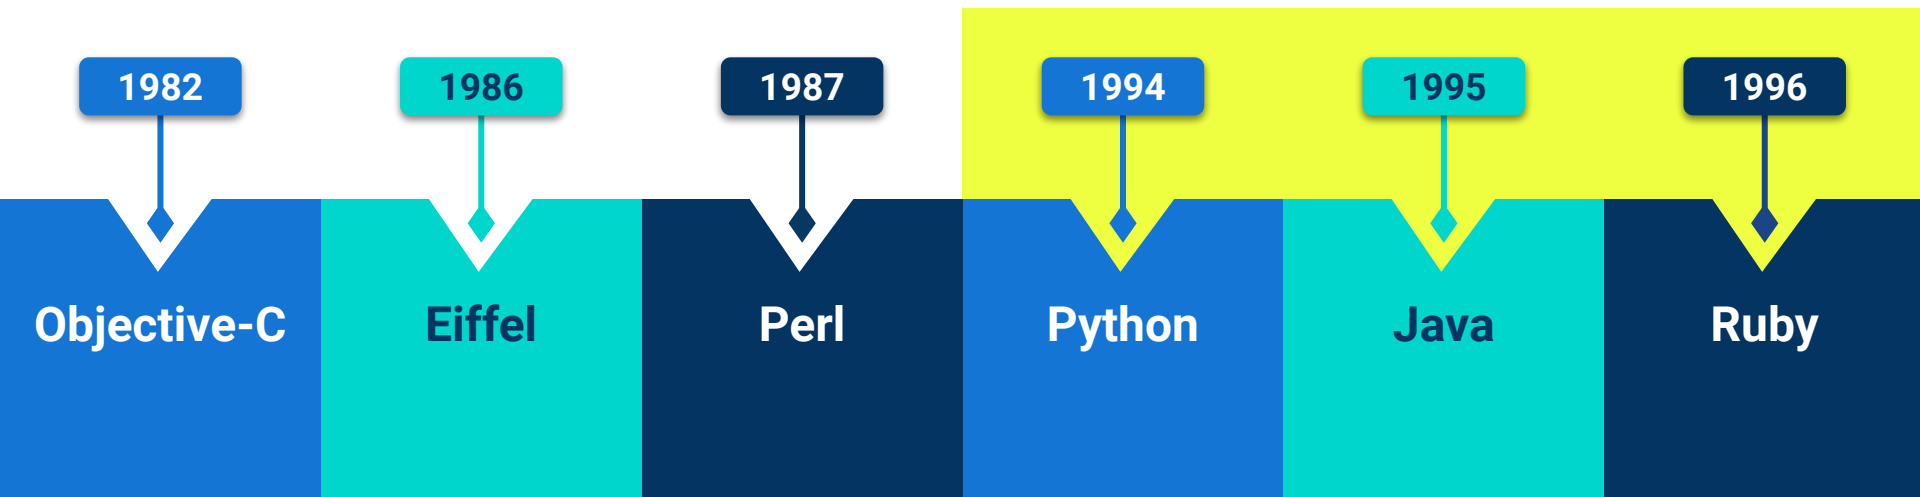 1982
1986
1987
1994
1995
1996
Objective-C
Eiffel
Perl
Python
Java
Ruby